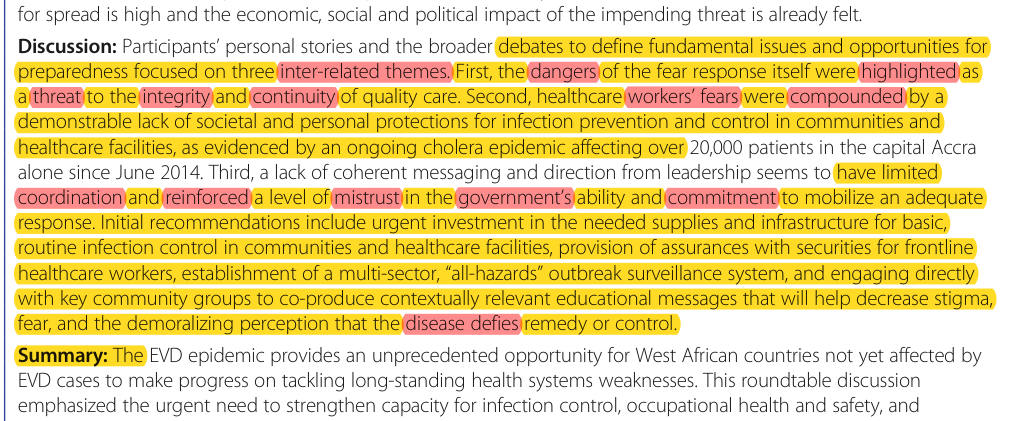 for spread is high and the economic, social and political impact of the impending threat is already felt.
Discussion: Participants’ personal stories and the broader debates to define fundamental issues and opportunities for
preparedness focused on three inter-related themes. First, the dangers of the fear response itself were highlighted as
a threat to the integrity and continuity of quality care. Second, healthcare workers’ fears were compounded by a
demonstrable lack of societal and personal protections for infection prevention and control in communities and
healthcare facilities, as evidenced by an ongoing cholera epidemic affecting over 20,000 patients in the capital Accra
alone since June 2014. Third, a lack of coherent messaging and direction from leadership seems to have limited
coordination and reinforced a level of mistrust in the government’s ability and commitment to mobilize an adequate
response. Initial recommendations include urgent investment in the needed supplies and infrastructure for basic,
routine infection control in communities and healthcare facilities, provision of assurances with securities for frontline
healthcare workers, establishment of a multi-sector, “all-hazards” outbreak surveillance system, and engaging directly
with key community groups to co-produce contextually relevant educational messages that will help decrease stigma,
fear, and the demoralizing perception that the disease defies remedy or control.
Summary: The EVD epidemic provides an unprecedented opportunity for West African countries not yet affected by
EVD cases to make progress on tackling long-standing health systems weaknesses. This roundtable discussion
emphasized the urgent need to strengthen capacity for infection control, occupational health and safety, and